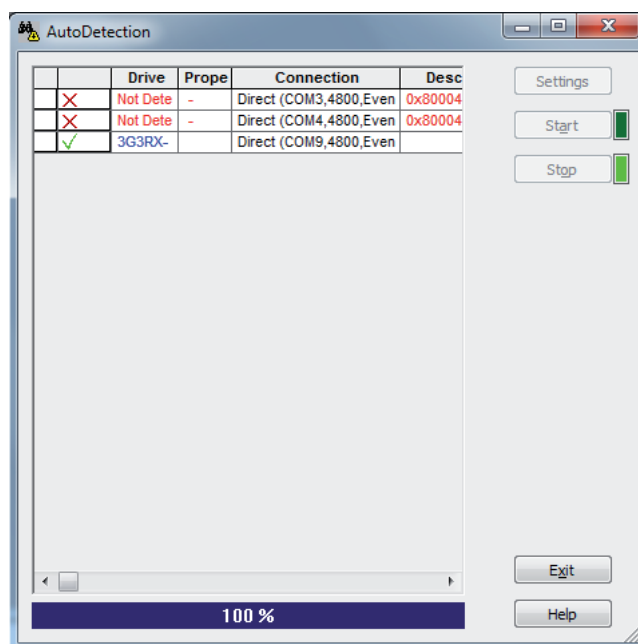 AutoDetection
Drive Prope Connection Desc
Not Dete - Direct (COM3,4800,Even 0x80004
Not Dete - Direct (COM4,4800,Even 0x80004
3G3RX- Direct (COM9,4800,Even
Settings
Start
Stop
Exit
100 %
Help